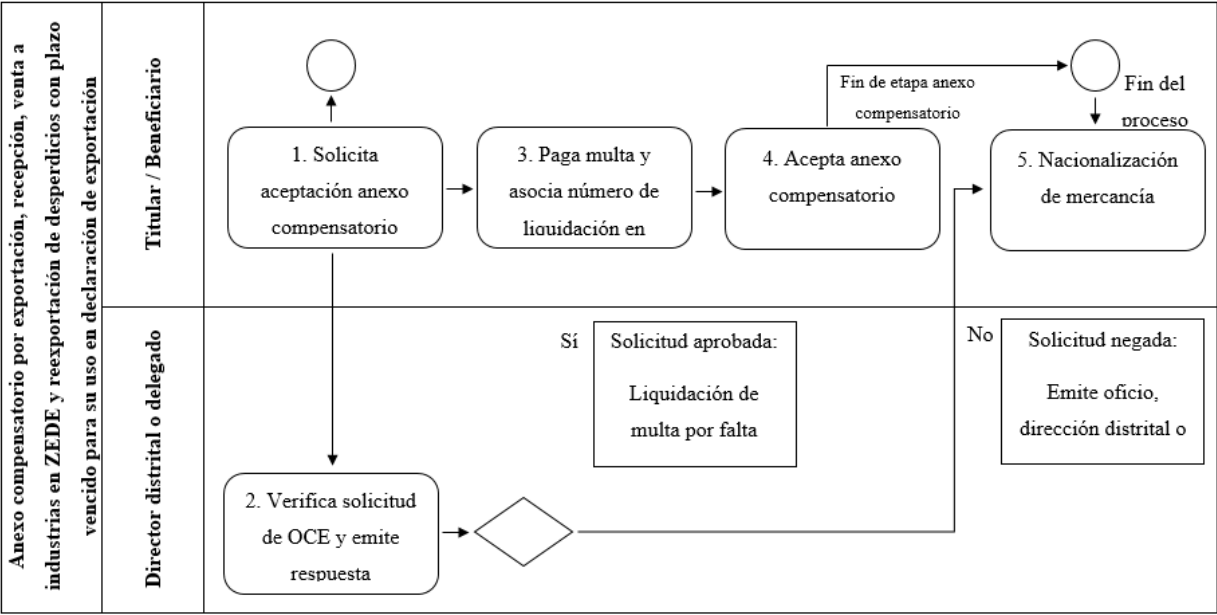 Anexo compensatorio por exportación, recepción, venta a
industrias en ZEDE y reexportación de desperdicios con plazo
vencido para su uso en declaración de exportación
Titular / Beneficiario
1. Solicita
aceptación anexo
compensatorio
3. Paga multa y
asocia número de
liquidación en
4. Acepta anexo
compensatorio
Fin de etapa anexo
compensatorio
Fin del
proceso
5. Nacionalización
de mercancía
Director distrital o delegado
2. Verifica solicitud
de OCE y emite
respuesta
Sí
Solicitud aprobada:
Liquidación de
multa por falta
No
Solicitud negada:
Emite oficio,
dirección distrital o